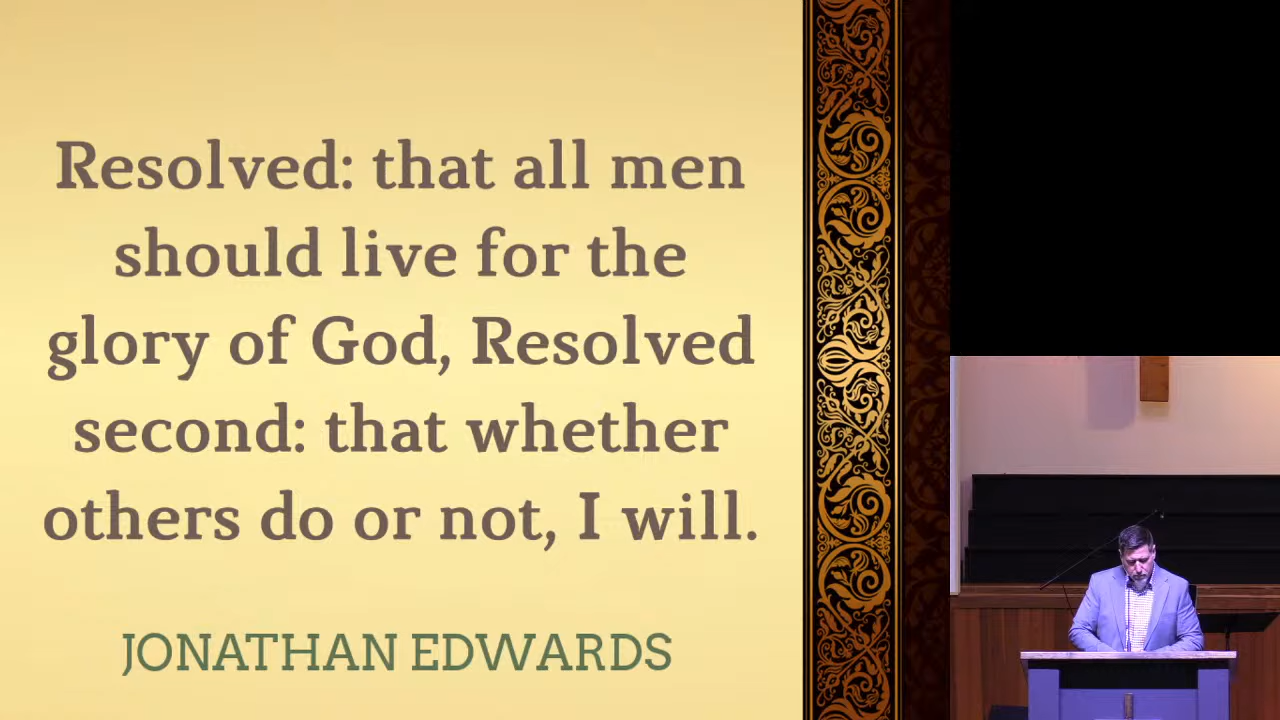 Resolved: that all men
should live for the
glory of God, Resolved
second: that whether
others do or not, I will.
JONATHAN EDWARDS